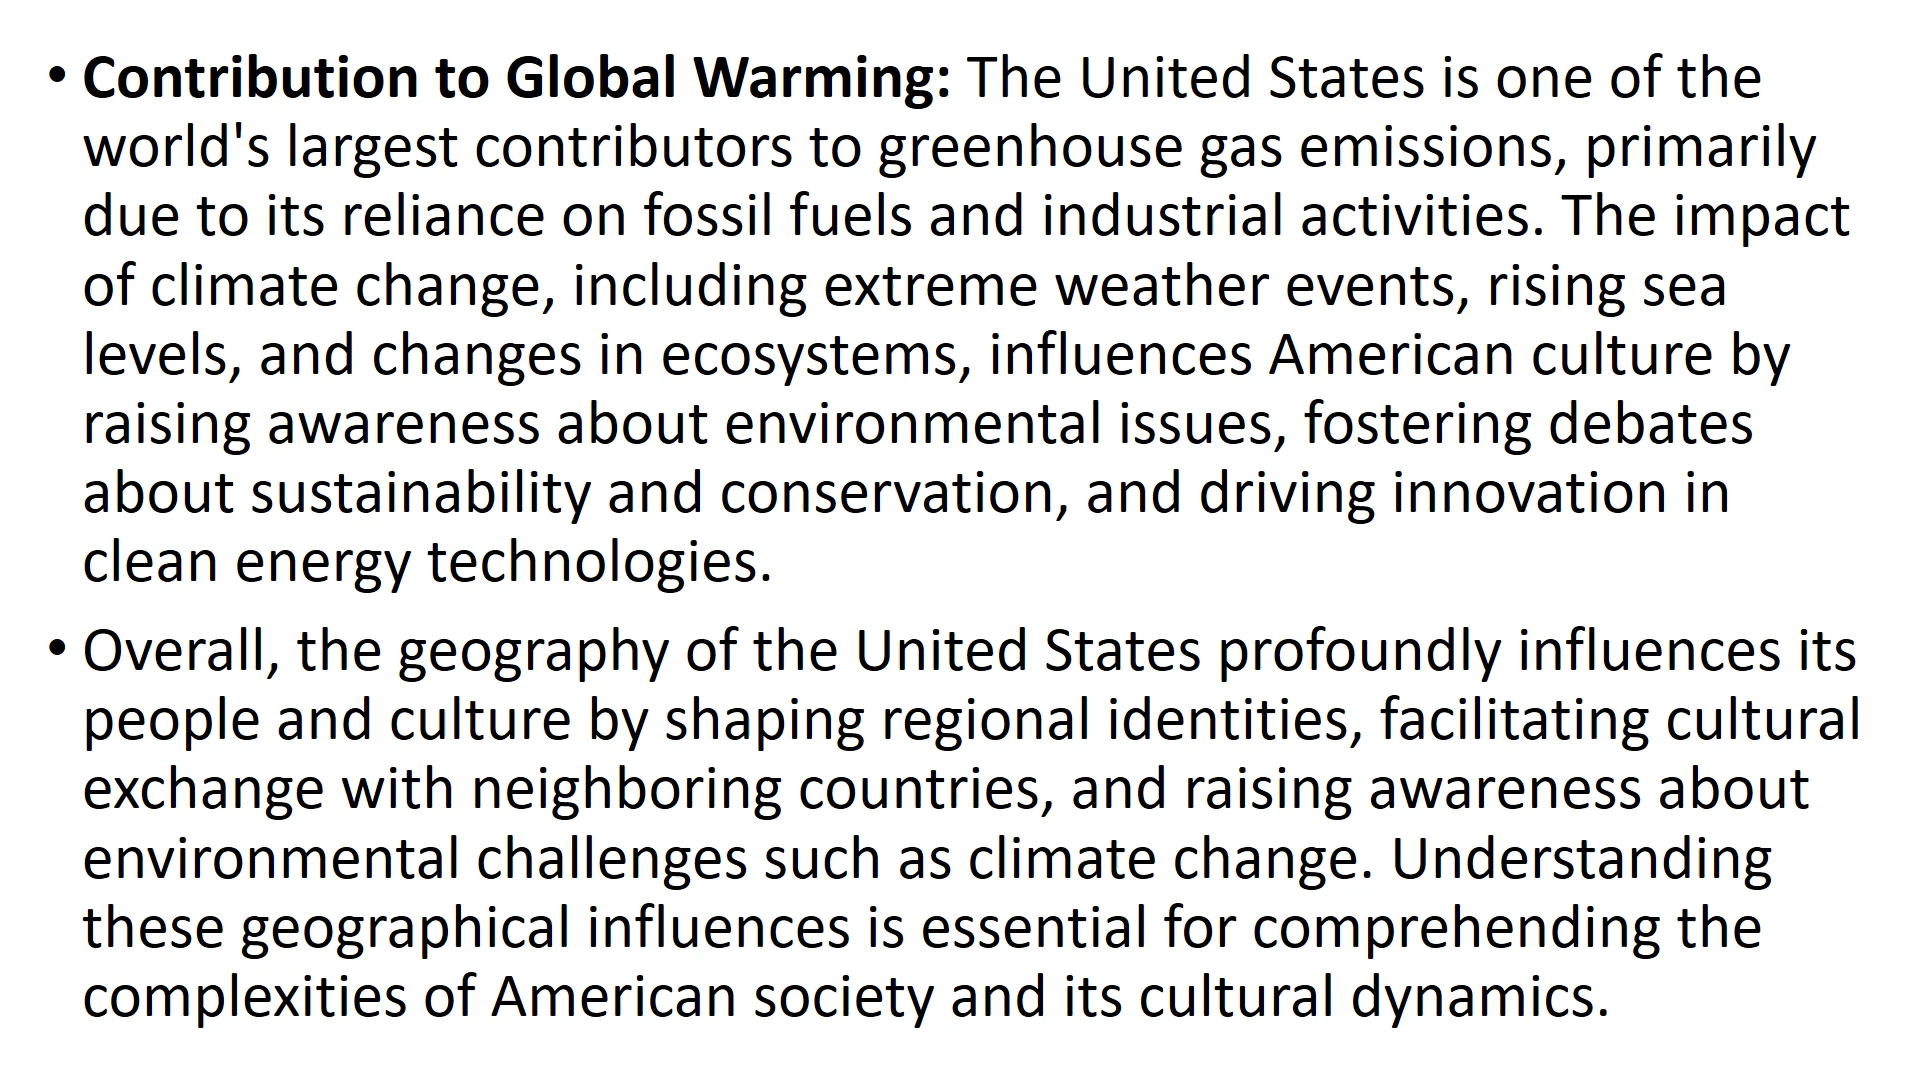 • Contribution to Global Warming: The United States is one of the
world's largest contributors to greenhouse gas emissions, primarily
due to its reliance on fossil fuels and industrial activities. The impact
of climate change, including extreme weather events, rising sea
levels, and changes in ecosystems, influences American culture by
raising awareness about environmental issues, fostering debates
about sustainability and conservation, and driving innovation in
clean energy technologies.
• Overall, the geography of the United States profoundly influences its
people and culture by shaping regional identities, facilitating cultural
exchange with neighboring countries, and raising awareness about
environmental challenges such as climate change. Understanding
these geographical influences is essential for comprehending the
complexities of American society and its cultural dynamics.